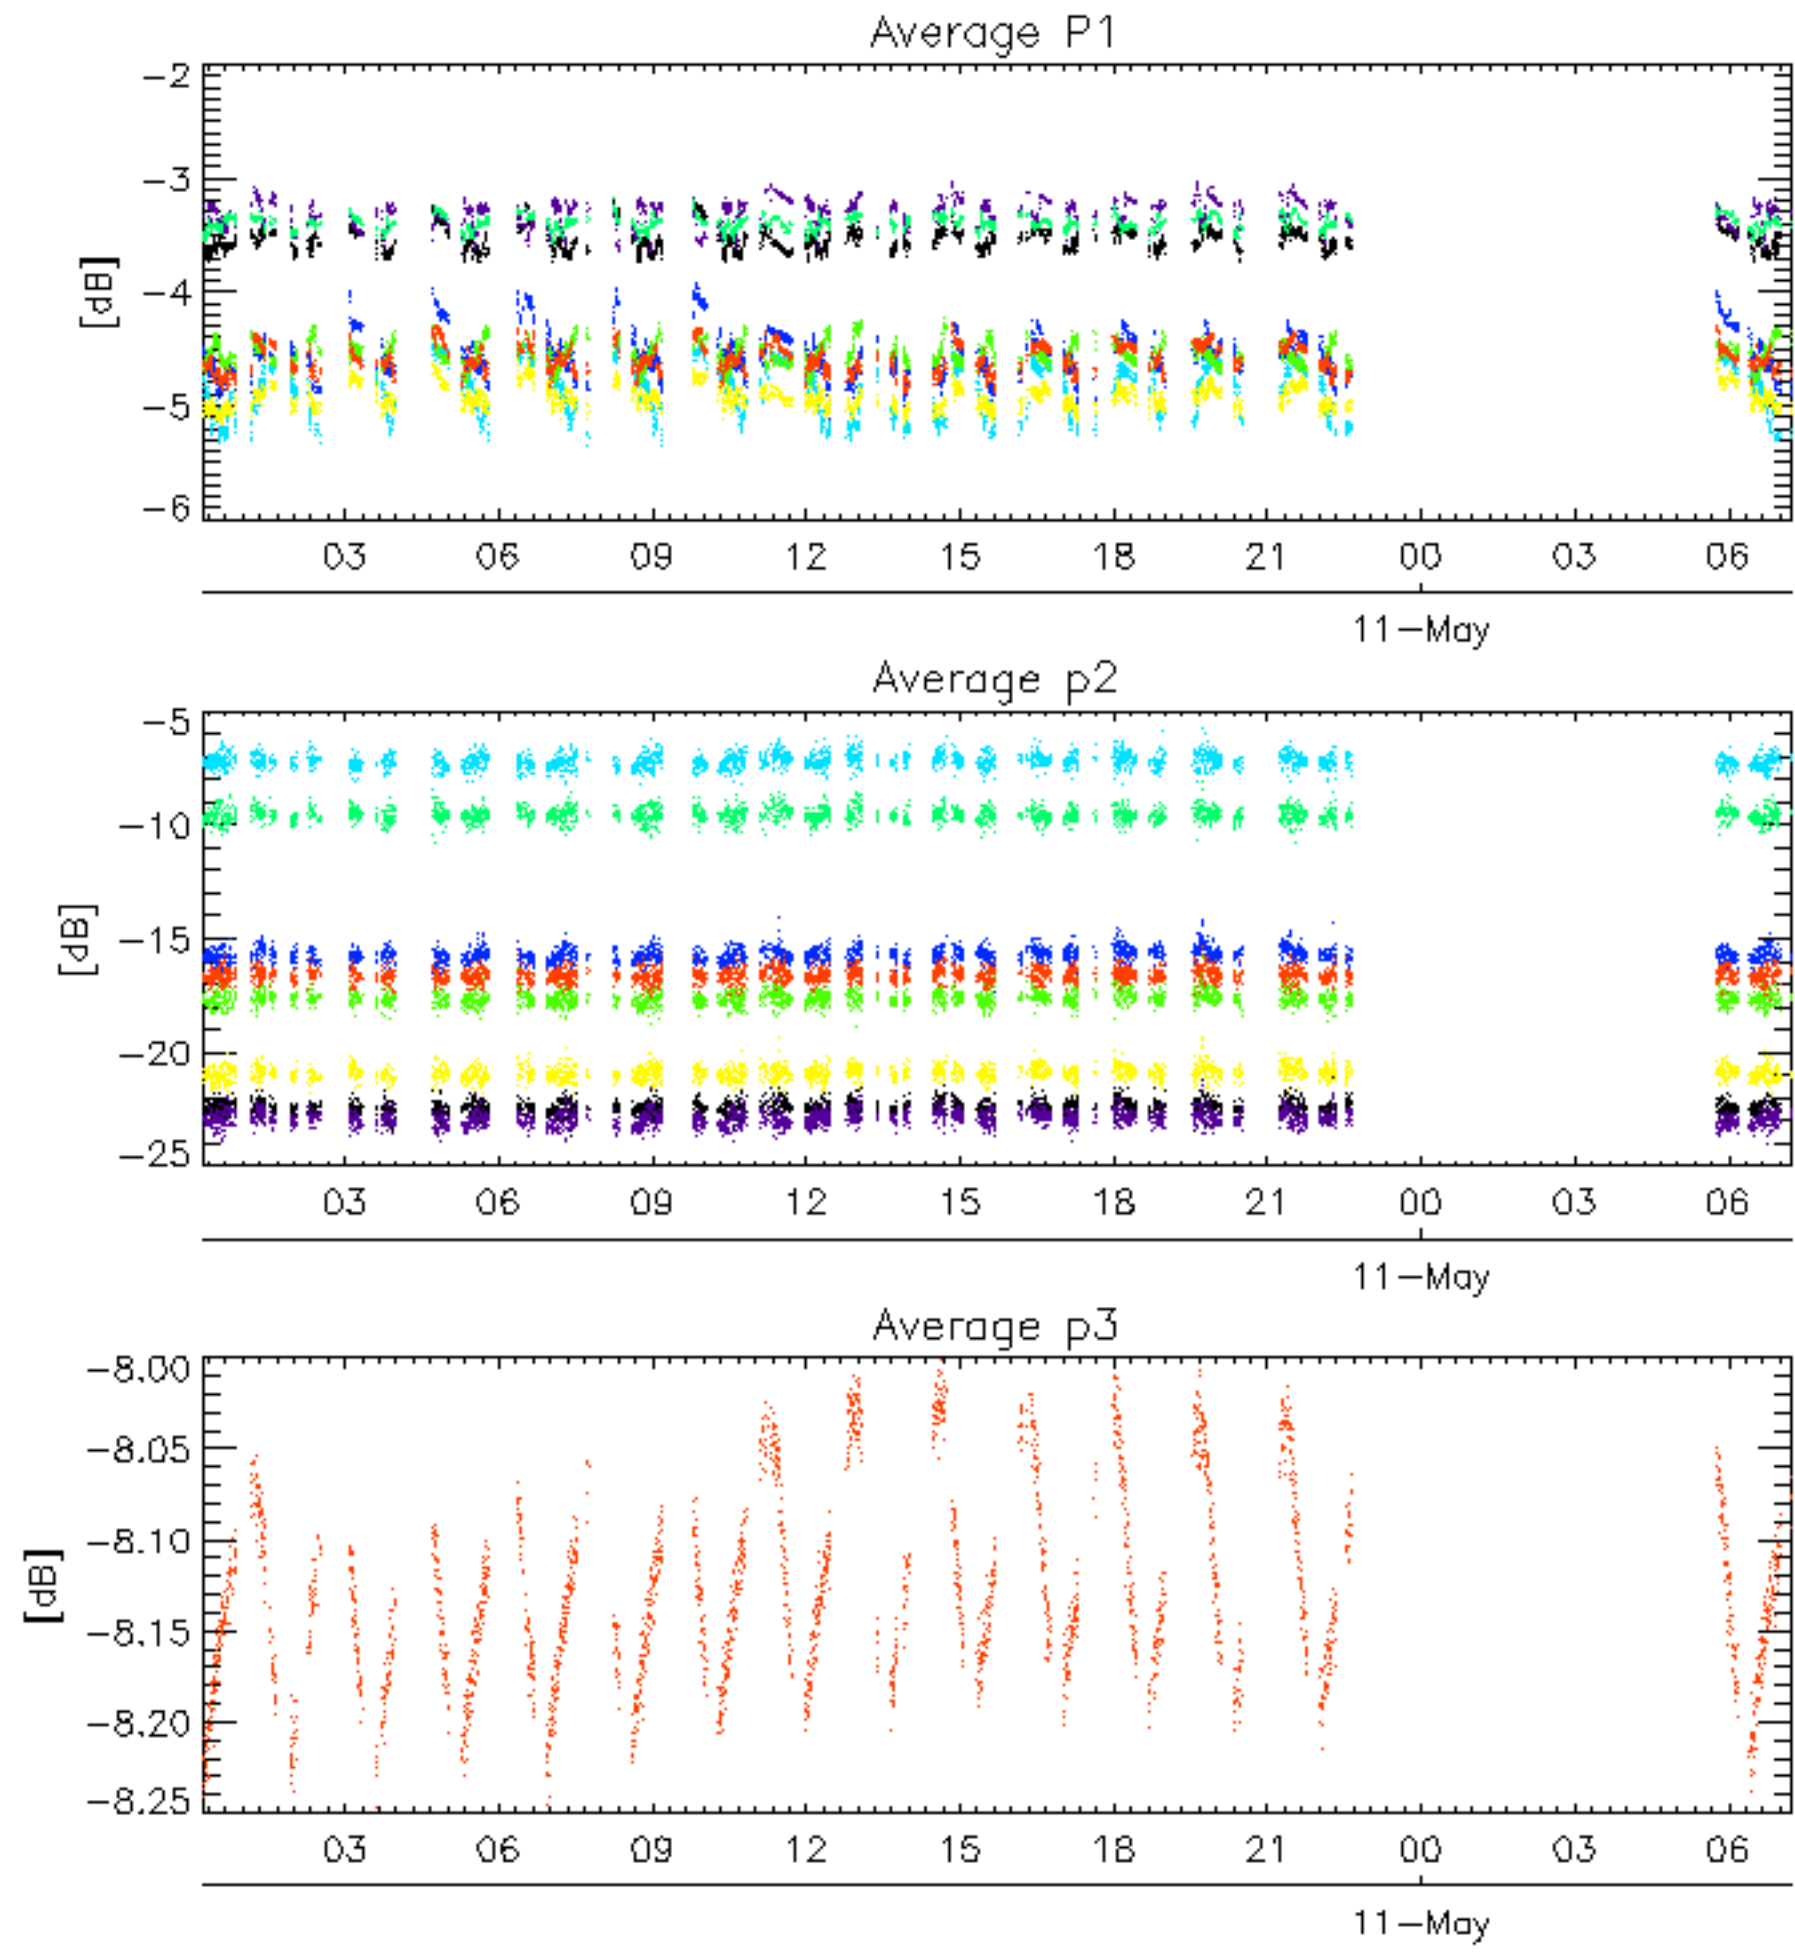 Average P1
[dB]
−2
−3
−4
−5
−6
03 06 09 12 15 18 21 00 03 06
11−May
Average p2
[dB]
−5
−10
−15
−20
−25
03 06 09 12 15 18 21 00 03 06
11−May
Average p3
[dB]
−8.00
−8.05
−8.10
−8.15
−8.20
−8.25
03 06 09 12 15 18 21 00 03 06
11−May